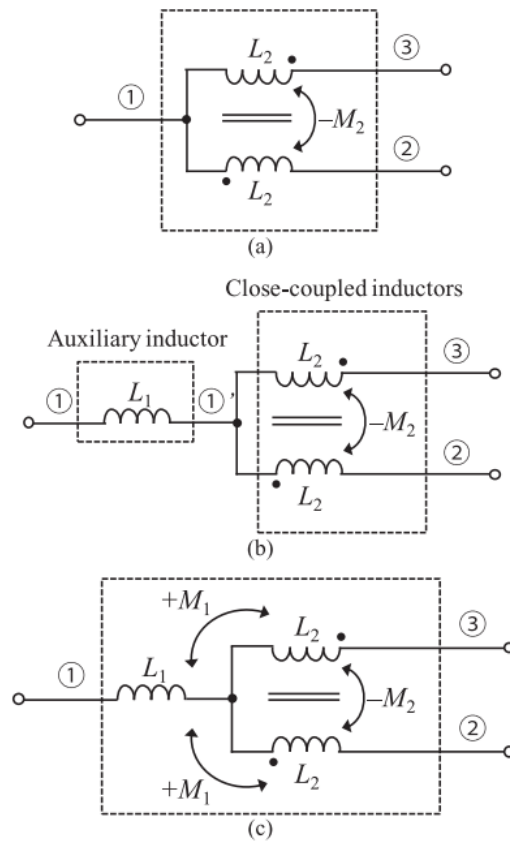 L₂
③
①
–M₂
②
L₂
(a)
Close-coupled inductors
Auxiliary inductor
L₂
③
① L₁ ①'
–M₂
②
L₂
(b)
+M₁
L₂
③
① L₁
–M₂
②
+M₁
L₂
(c)